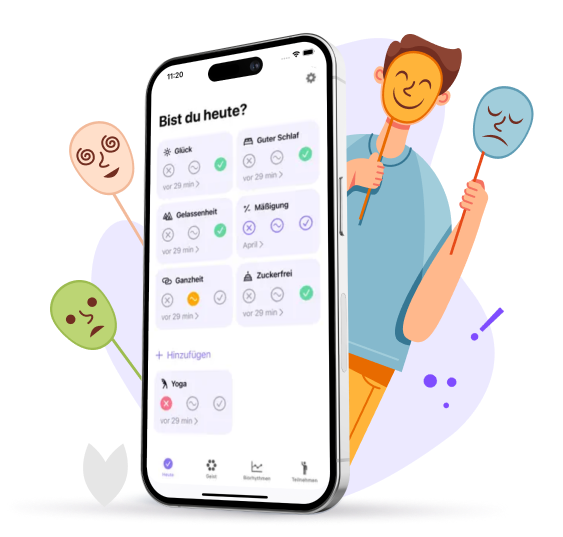 11:20
Bist du heute?
Glück
vor 29 min
Guter Schlaf
vor 29 min
Gelassenheit
vor 29 min
Mäßigung
April
Ganzheit
vor 29 min
Zuckerfrei
vor 29 min
+ Hinzufügen
Yoga
vor 29 min
Heute
Geist
Biorhythmen
Teilnehmen